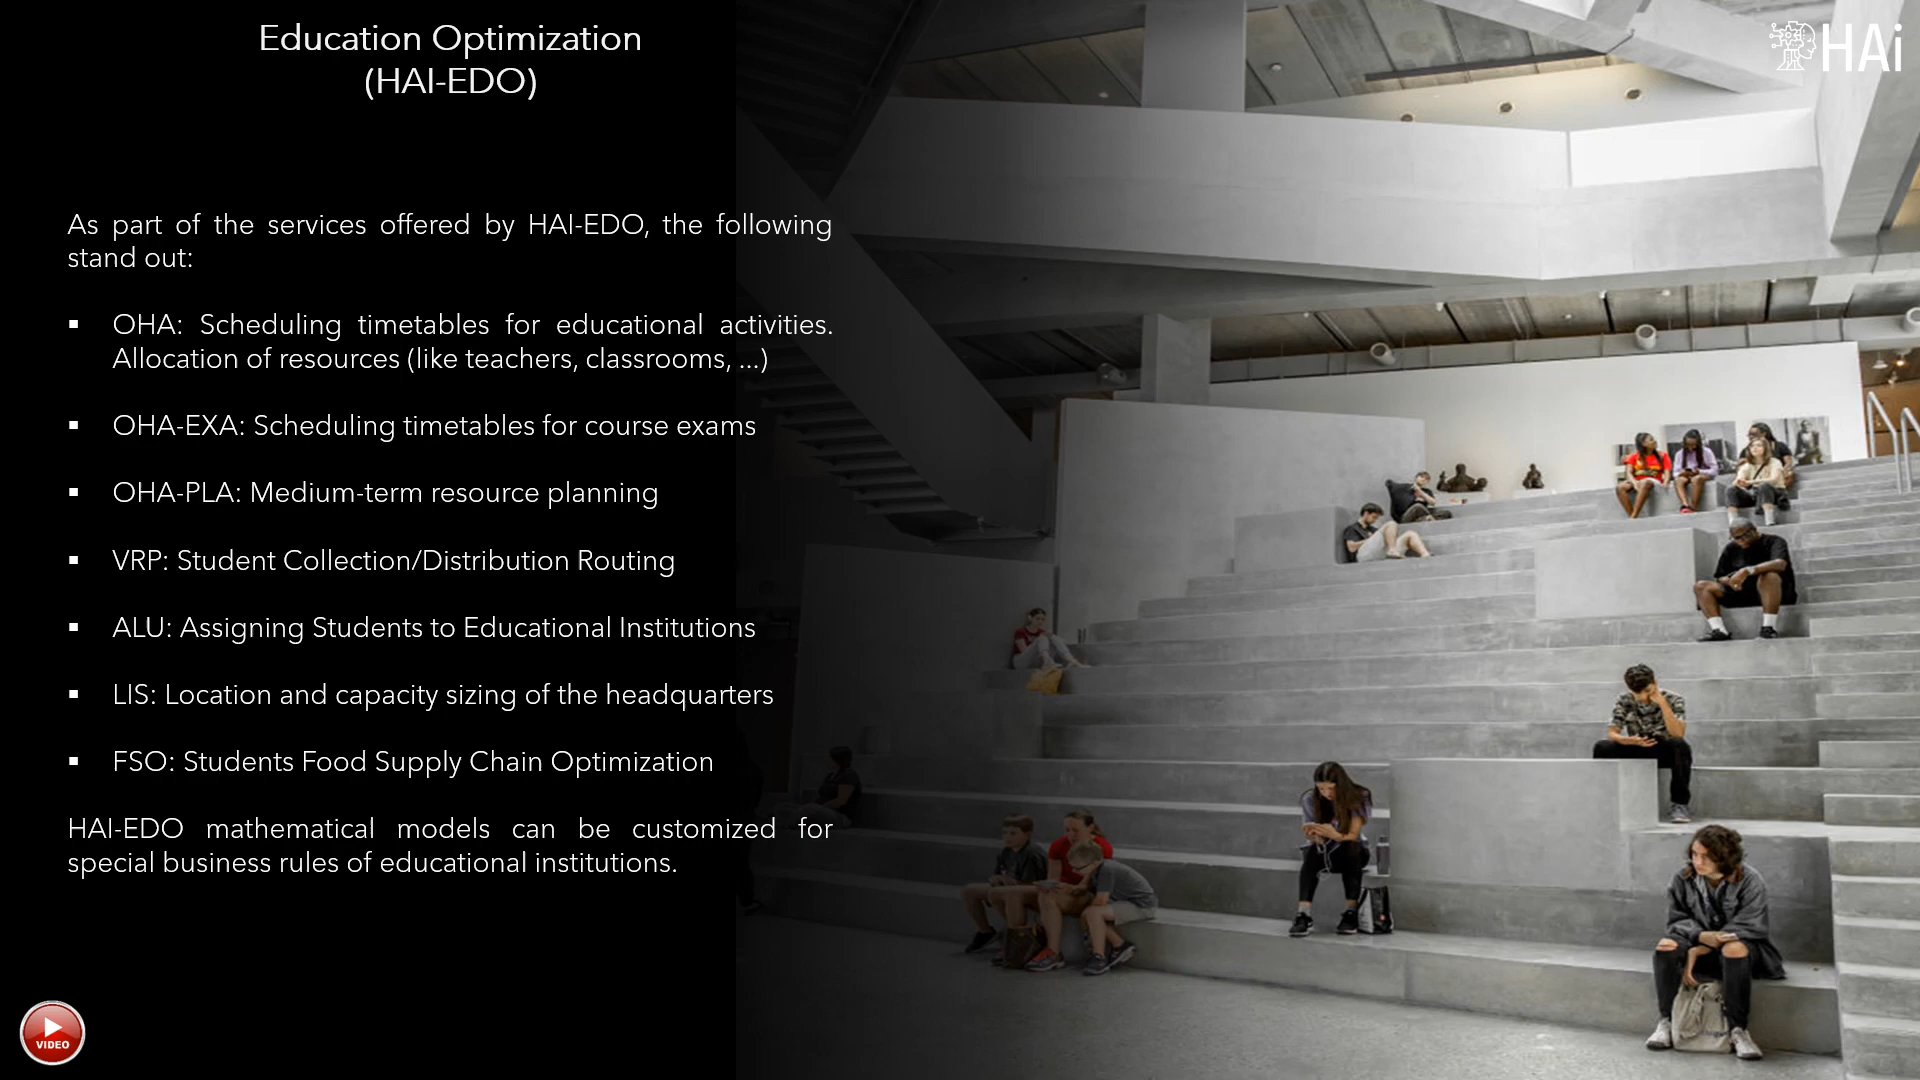 Education Optimization
(HAI-EDO)
HAi
As part of the services offered by HAI-EDO, the following
stand out:
▪ OHA: Scheduling timetables for educational activities.
Allocation of resources (like teachers, classrooms, ...)
▪ OHA-EXA: Scheduling timetables for course exams
▪ OHA-PLA: Medium-term resource planning
▪ VRP: Student Collection/Distribution Routing
▪ ALU: Assigning Students to Educational Institutions
▪ LIS: Location and capacity sizing of the headquarters
▪ FSO: Students Food Supply Chain Optimization
HAI-EDO mathematical models can be customized for
special business rules of educational institutions.
VIDEO